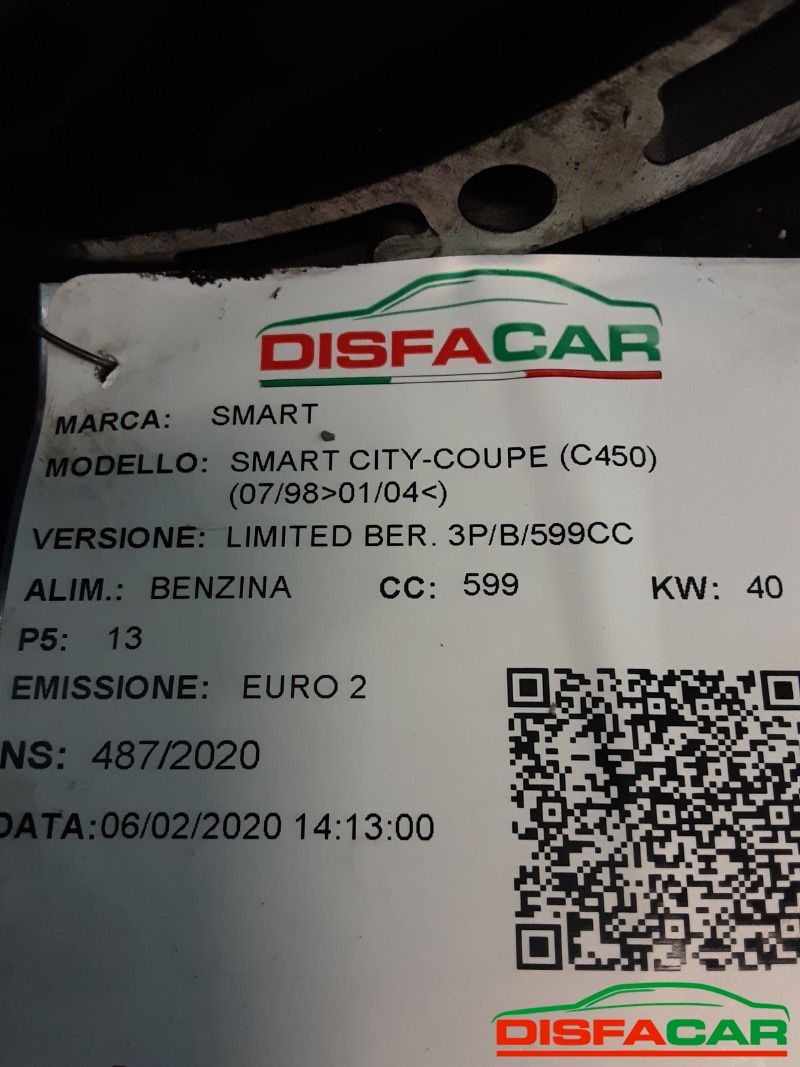 DISFACAR
MARCA: SMART
MODELLO: SMART CITY-COUPE (C450)
(07/98>01/04<)
VERSIONE: LIMITED BER. 3P/B/599CC
ALIM.: BENZINA CC: 599 KW: 40
P5: 13
EMISSIONE: EURO 2
NS: 487/2020
DATA:06/02/2020 14:13:00
DISFACAR